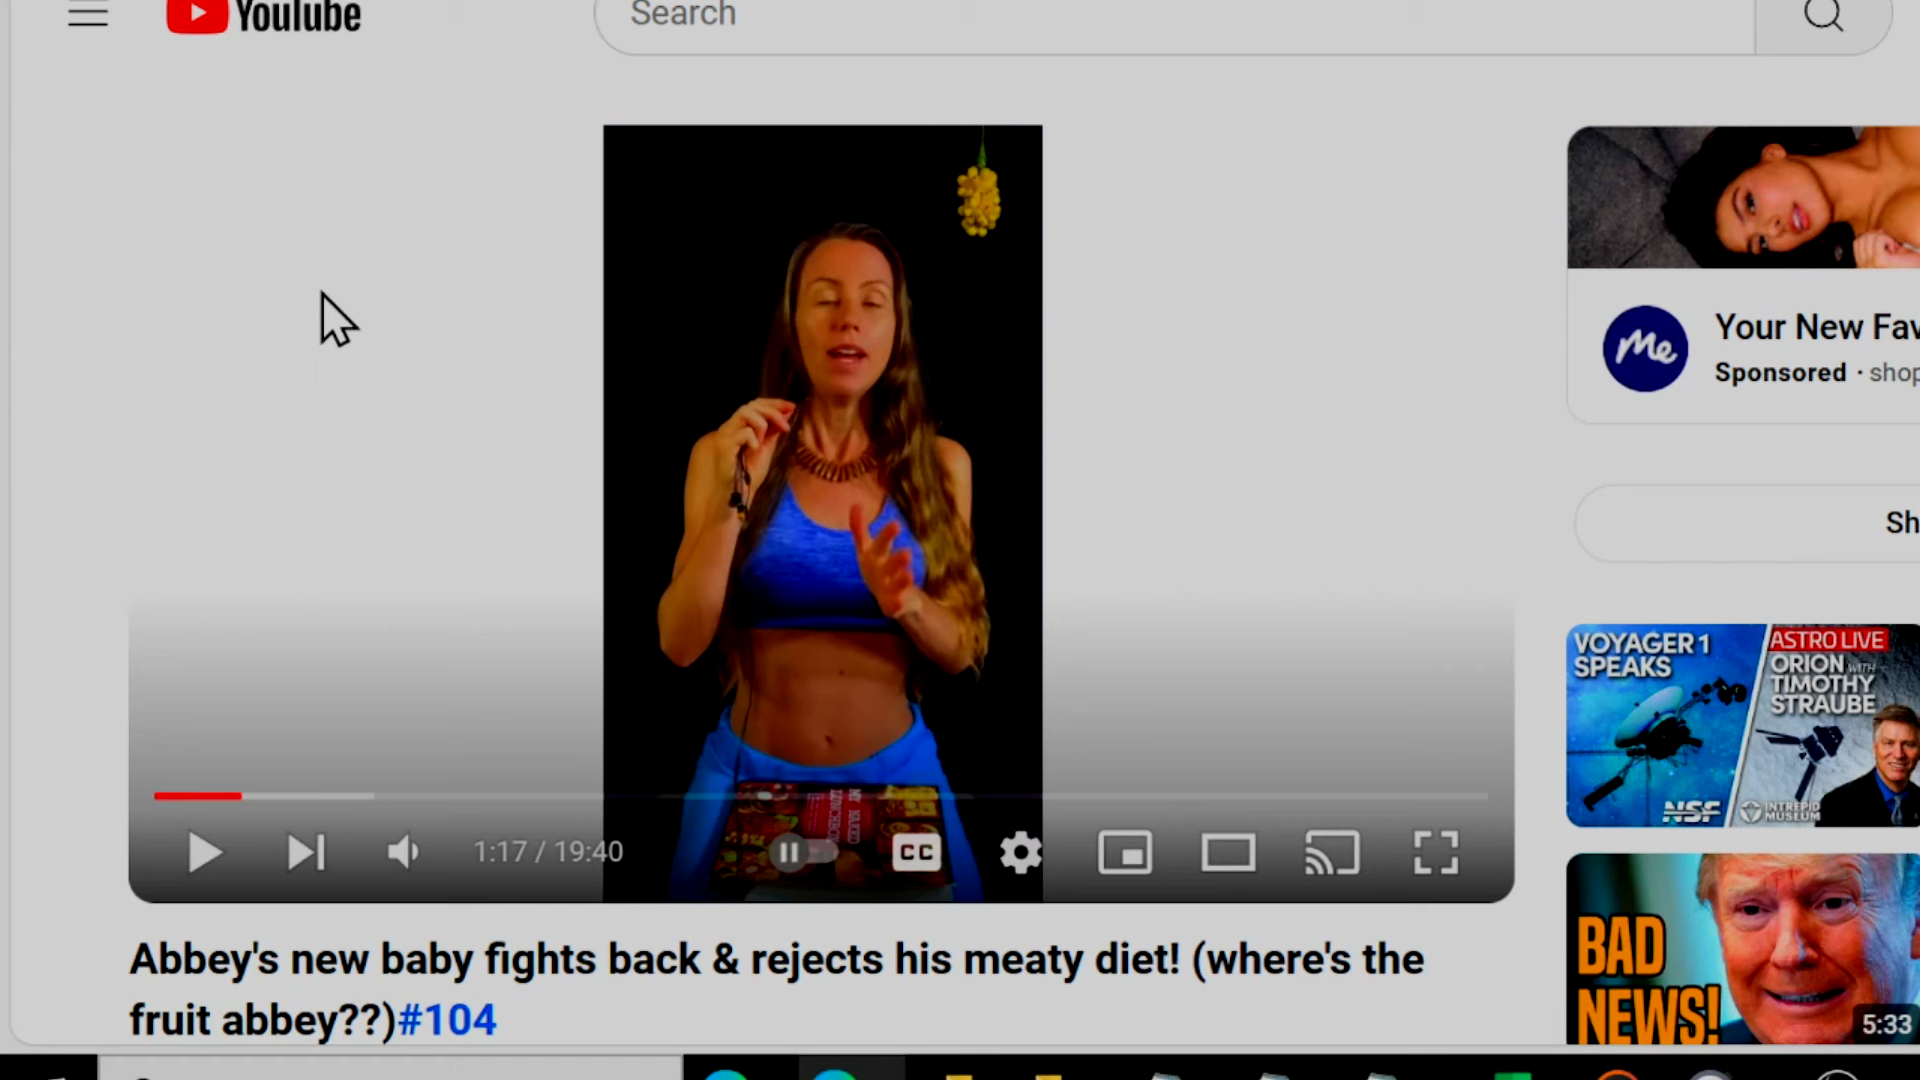 YouTube
Search
Me
Your New Fav
Sponsored · shop
Sh
1:17 / 19:40
CC
VOYAGER 1
SPEAKS
ASTRO LIVE
ORION WITH
TIMOTHY
STRAUBE
NSF
INTREPID
MUSEUM
BAD
NEWS!
5:33
Abbey's new baby fights back & rejects his meaty diet! (where's the
fruit abbey??)#104